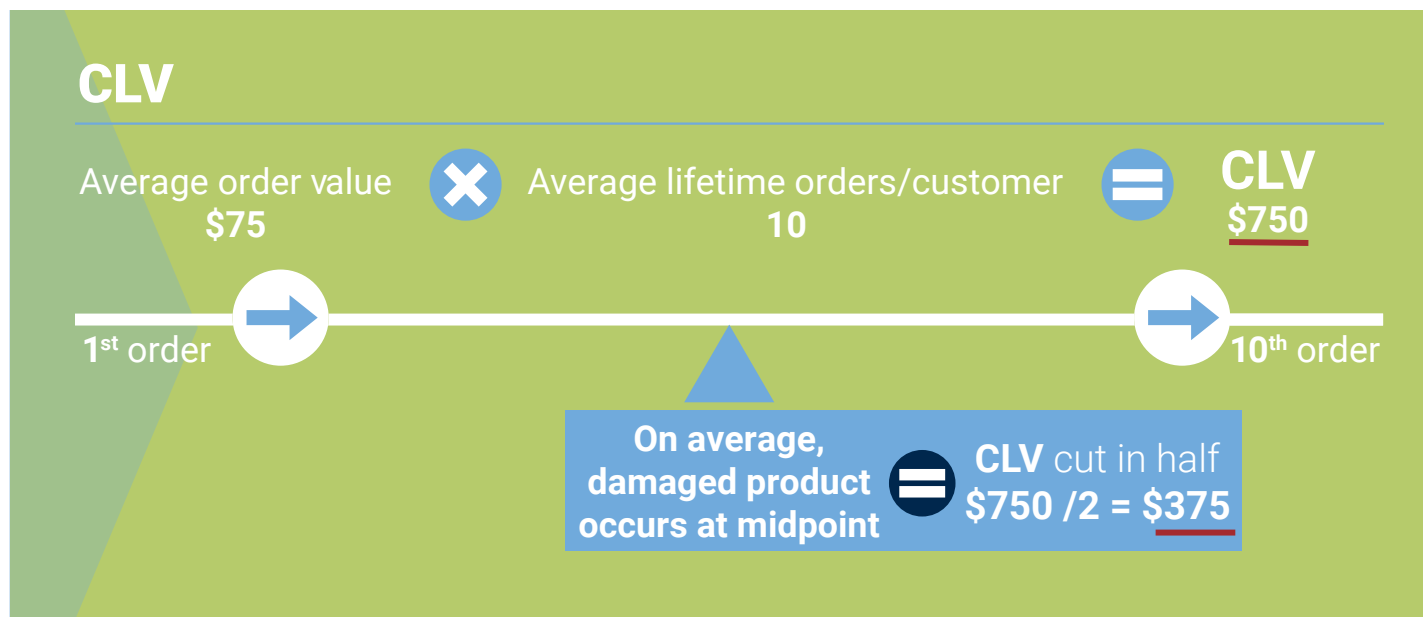 CLV
Average order value
$75
Average lifetime orders/customer
10
CLV
$750
1st order
10th order
On average,
damaged product
occurs at midpoint
CLV cut in half
$750 /2 = $375